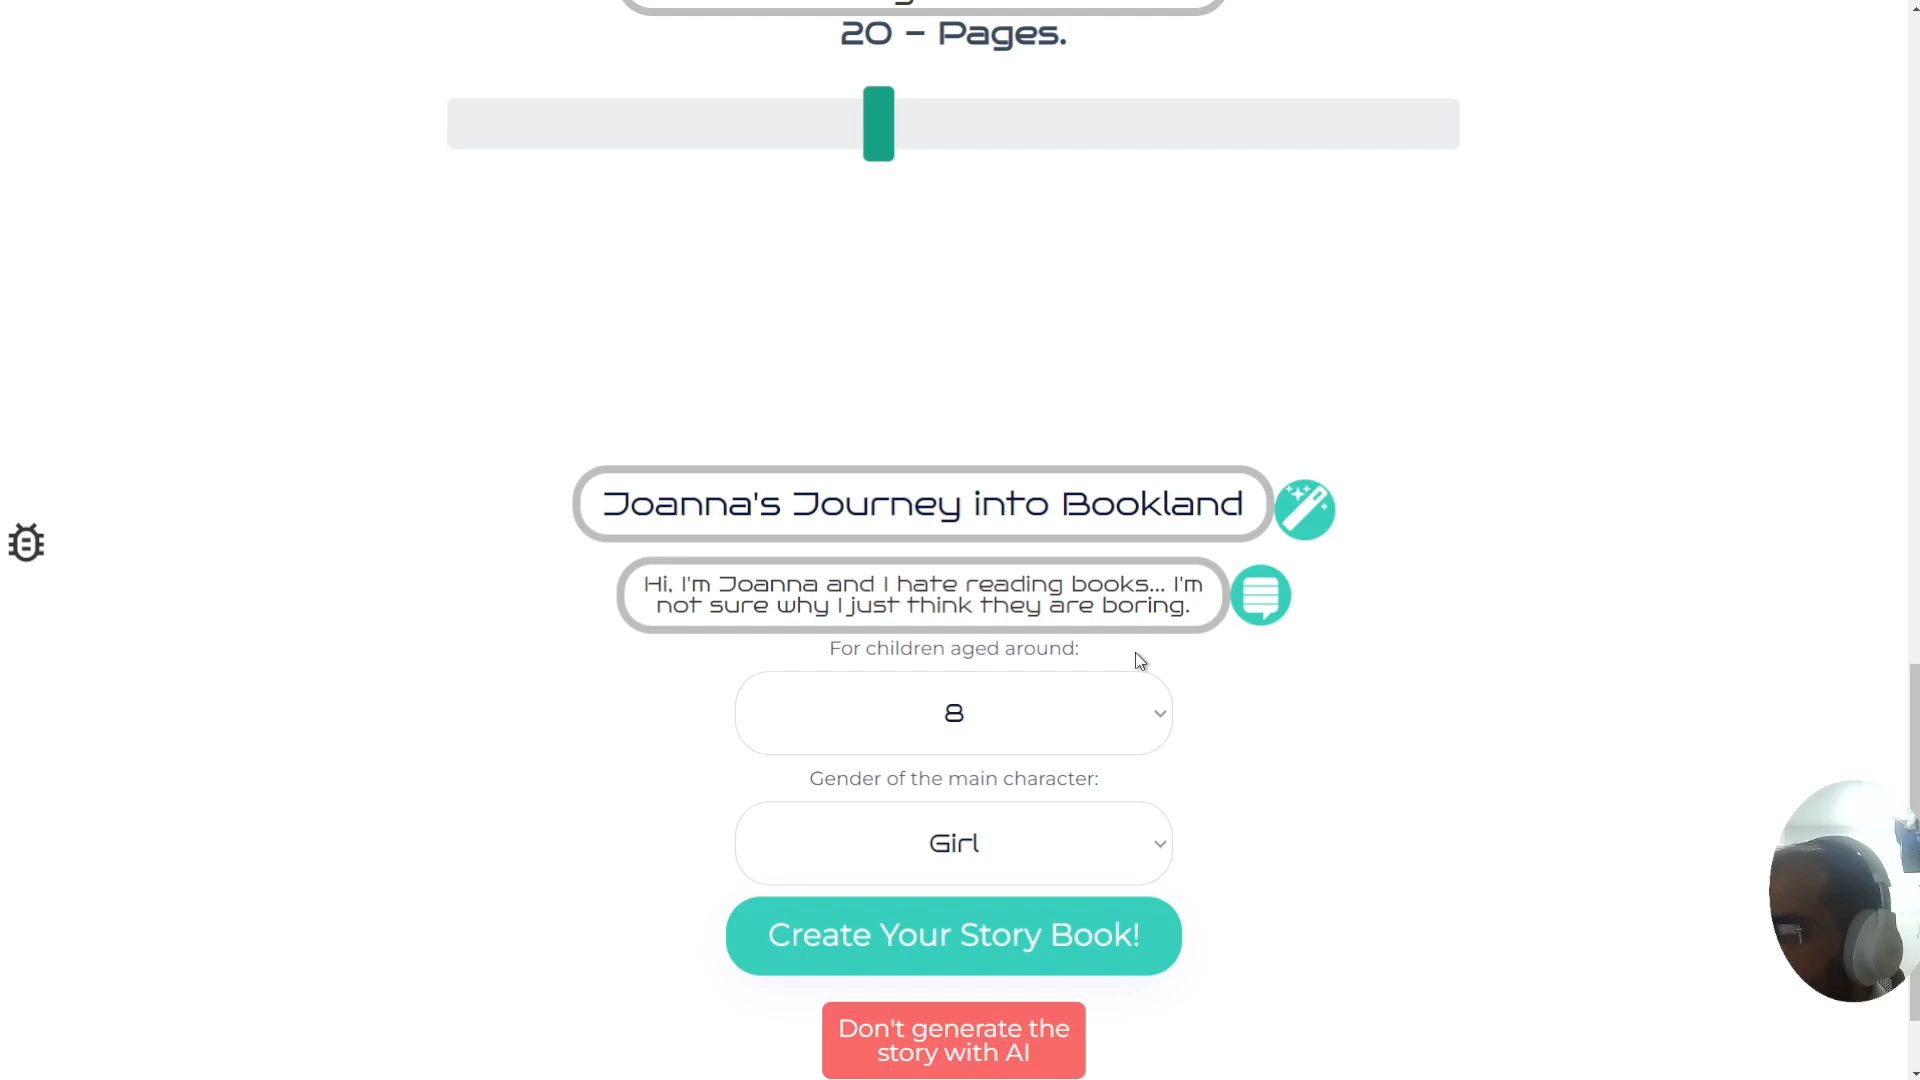 20 - Pages.
Joanna's Journey into Bookland
Hi, I'm Joanna and I hate reading books... I'm
not sure why I just think they are boring.
For children aged around:
8
Gender of the main character:
Girl
Create Your Story Book!
Don't generate the
story with AI